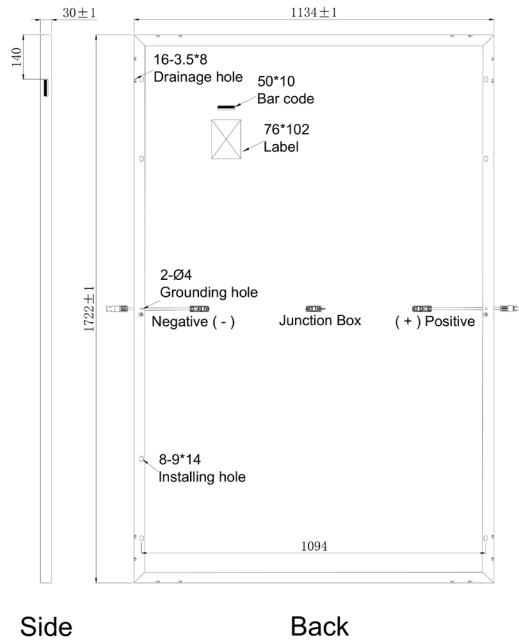 30±1
1134±1
140
16-3.5*8
Drainage hole
50*10
Bar code
76*102
Label
1722±1
2-Ø4
Grounding hole
Negative ( - )
Junction Box
( + ) Positive
8-9*14
Installing hole
1094
Side
Back